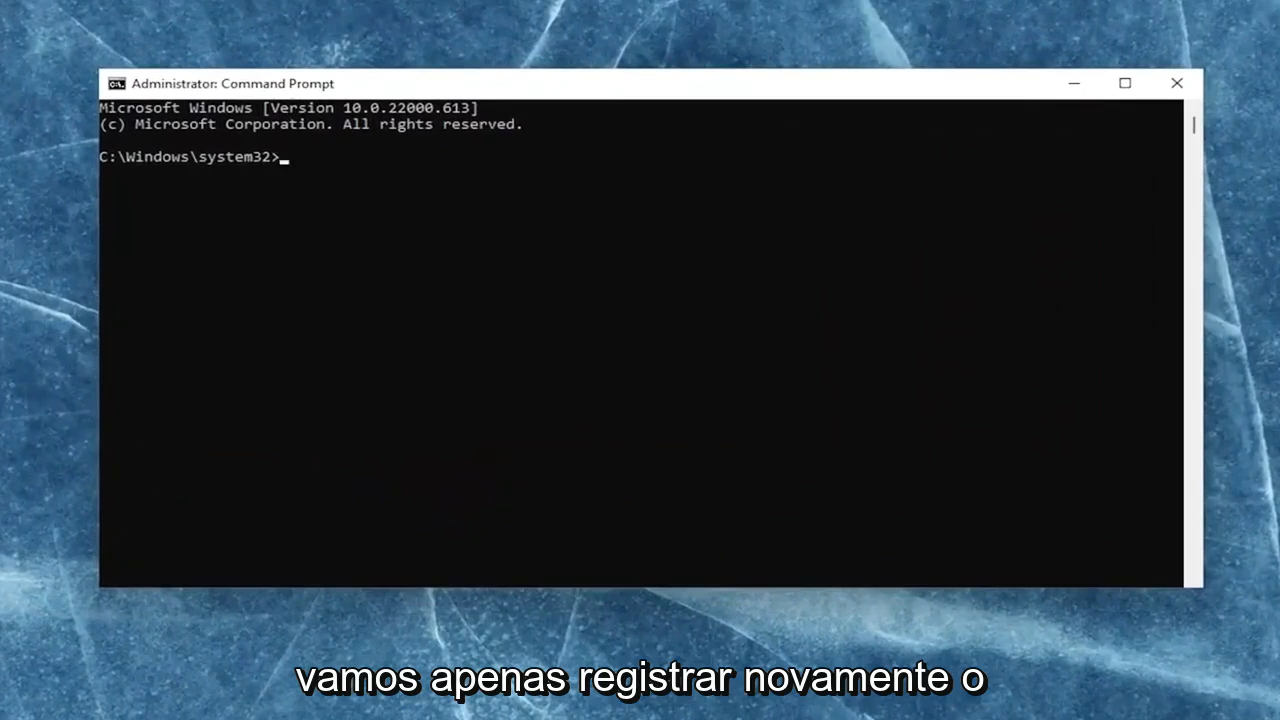 Administrator: Command Prompt
Microsoft Windows [Version 10.0.22000.613]
(c) Microsoft Corporation. All rights reserved.
C:\Windows\system32>
vamos apenas registrar novamente o